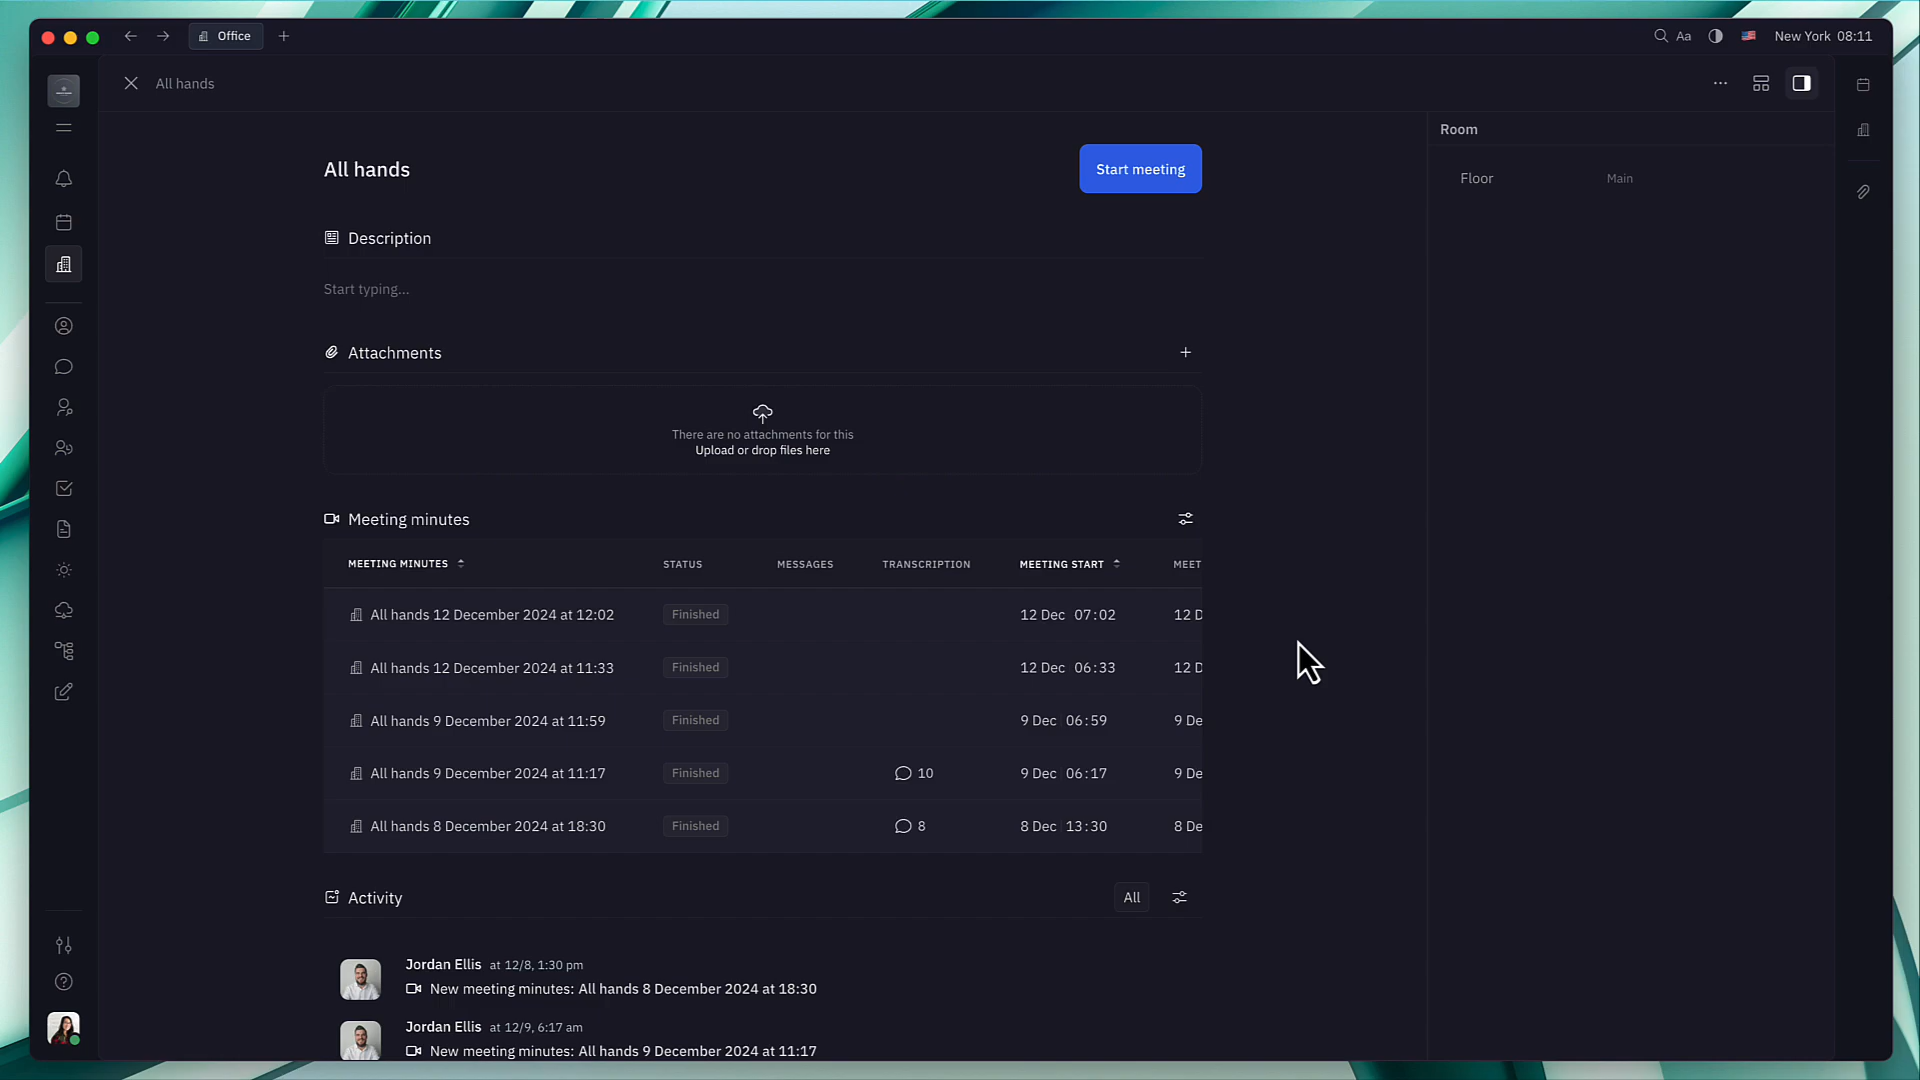 Office
Aa
New York 08:11
All hands
Room
Floor Main
All hands
Start meeting
Description
Start typing...
Attachments
There are no attachments for this
Upload or drop files here
Meeting minutes
MEETING MINUTES STATUS MESSAGES TRANSCRIPTION MEETING START MEET
All hands 12 December 2024 at 12:02 Finished 12 Dec 07:02 12 D
All hands 12 December 2024 at 11:33 Finished 12 Dec 06:33 12 D
All hands 9 December 2024 at 11:59 Finished 9 Dec 06:59 9 De
All hands 9 December 2024 at 11:17 Finished 10 9 Dec 06:17 9 De
All hands 8 December 2024 at 18:30 Finished 8 8 Dec 13:30 8 De
Activity All
Jordan Ellis at 12/8, 1:30 pm
New meeting minutes: All hands 8 December 2024 at 18:30
Jordan Ellis at 12/9, 6:17 am
New meeting minutes: All hands 9 December 2024 at 11:17